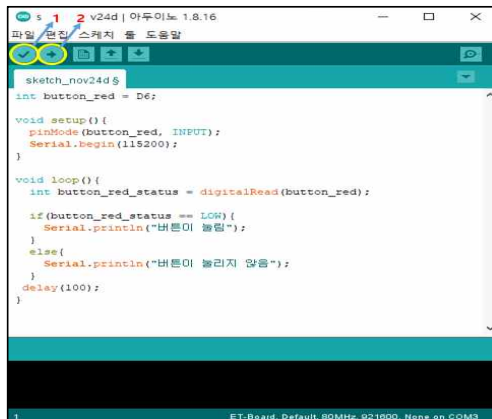 s 1 2 v24d | 아두이노 1.8.16
파일 편집 스케치 툴 도움말
sketch_nov24d §
int button_red = D6;
void setup(){
pinMode(button_red, INPUT);
Serial.begin(115200);
}
void loop(){
int button_red_status = digitalRead(button_red);
if(button_red_status == LOW){
Serial.println("버튼이 눌림");
}
else{
Serial.println("버튼이 눌리지 않음");
}
delay(100);
}
1 ET-Board, Default, 80MHz, 921600, None on COM3